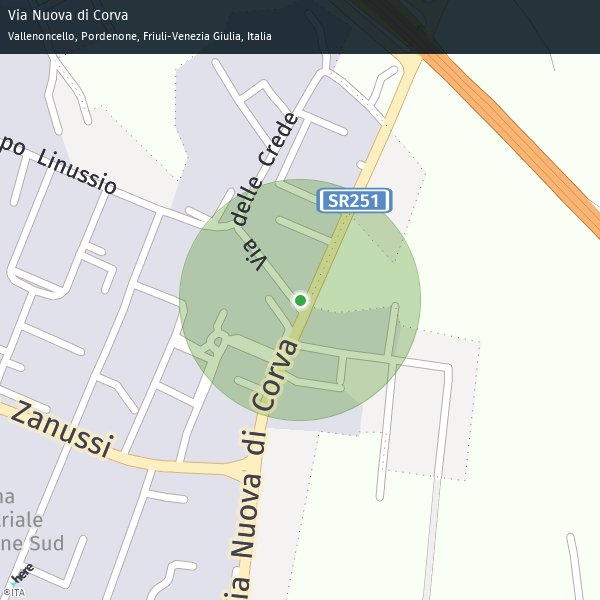 Via Nuova di Corva
Vallenoncello, Pordenone, Friuli-Venezia Giulia, Italia
po Linussio
Via delle Crede
SR251
Zanussi
ia Nuova di Corva
na
riale
ne Sud
here
©ITA